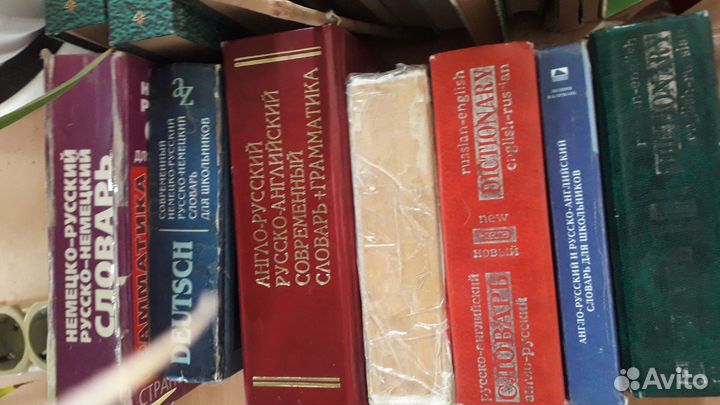 НЕМЕЦКО-РУССКИЙ
РУССКО-НЕМЕЦКИЙ
СЛОВАРЬ
ГРАММАТИКА
DEUTSCH
СОВРЕМЕННЫЙ
НЕМЕЦКО-РУССКИЙ
РУССКО-НЕМЕЦКИЙ
СЛОВАРЬ
ДЛЯ ШКОЛЬНИКОВ
АНГЛО-РУССКИЙ
РУССКО-АНГЛИЙСКИЙ
СОВРЕМЕННЫЙ
СЛОВАРЬ+ГРАММАТИКА
russian-english
DICTIONARY
english-russian
new
новый
русско-английский
СЛОВАРЬ
англо-русский
АНГЛО-РУССКИЙ И РУССКО-АНГЛИЙСКИЙ
СЛОВАРЬ ДЛЯ ШКОЛЬНИКОВ
DICTIONARY
Avito